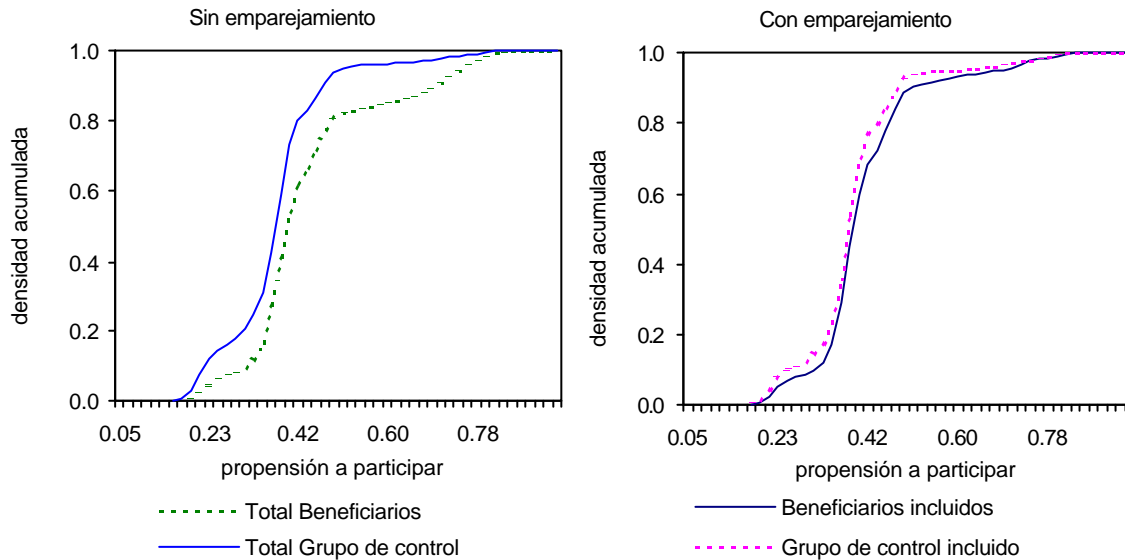 Sin emparejamiento
densidad acumulada
1.0
0.8
0.6
0.4
0.2
0.0
0.05 0.23 0.42 0.60 0.78
propensión a participar
Total Beneficiarios
Total Grupo de control
Con emparejamiento
densidad acumulada
1.0
0.8
0.6
0.4
0.2
0.0
0.05 0.23 0.42 0.60 0.78
propensión a participar
Beneficiarios incluidos
Grupo de control incluido